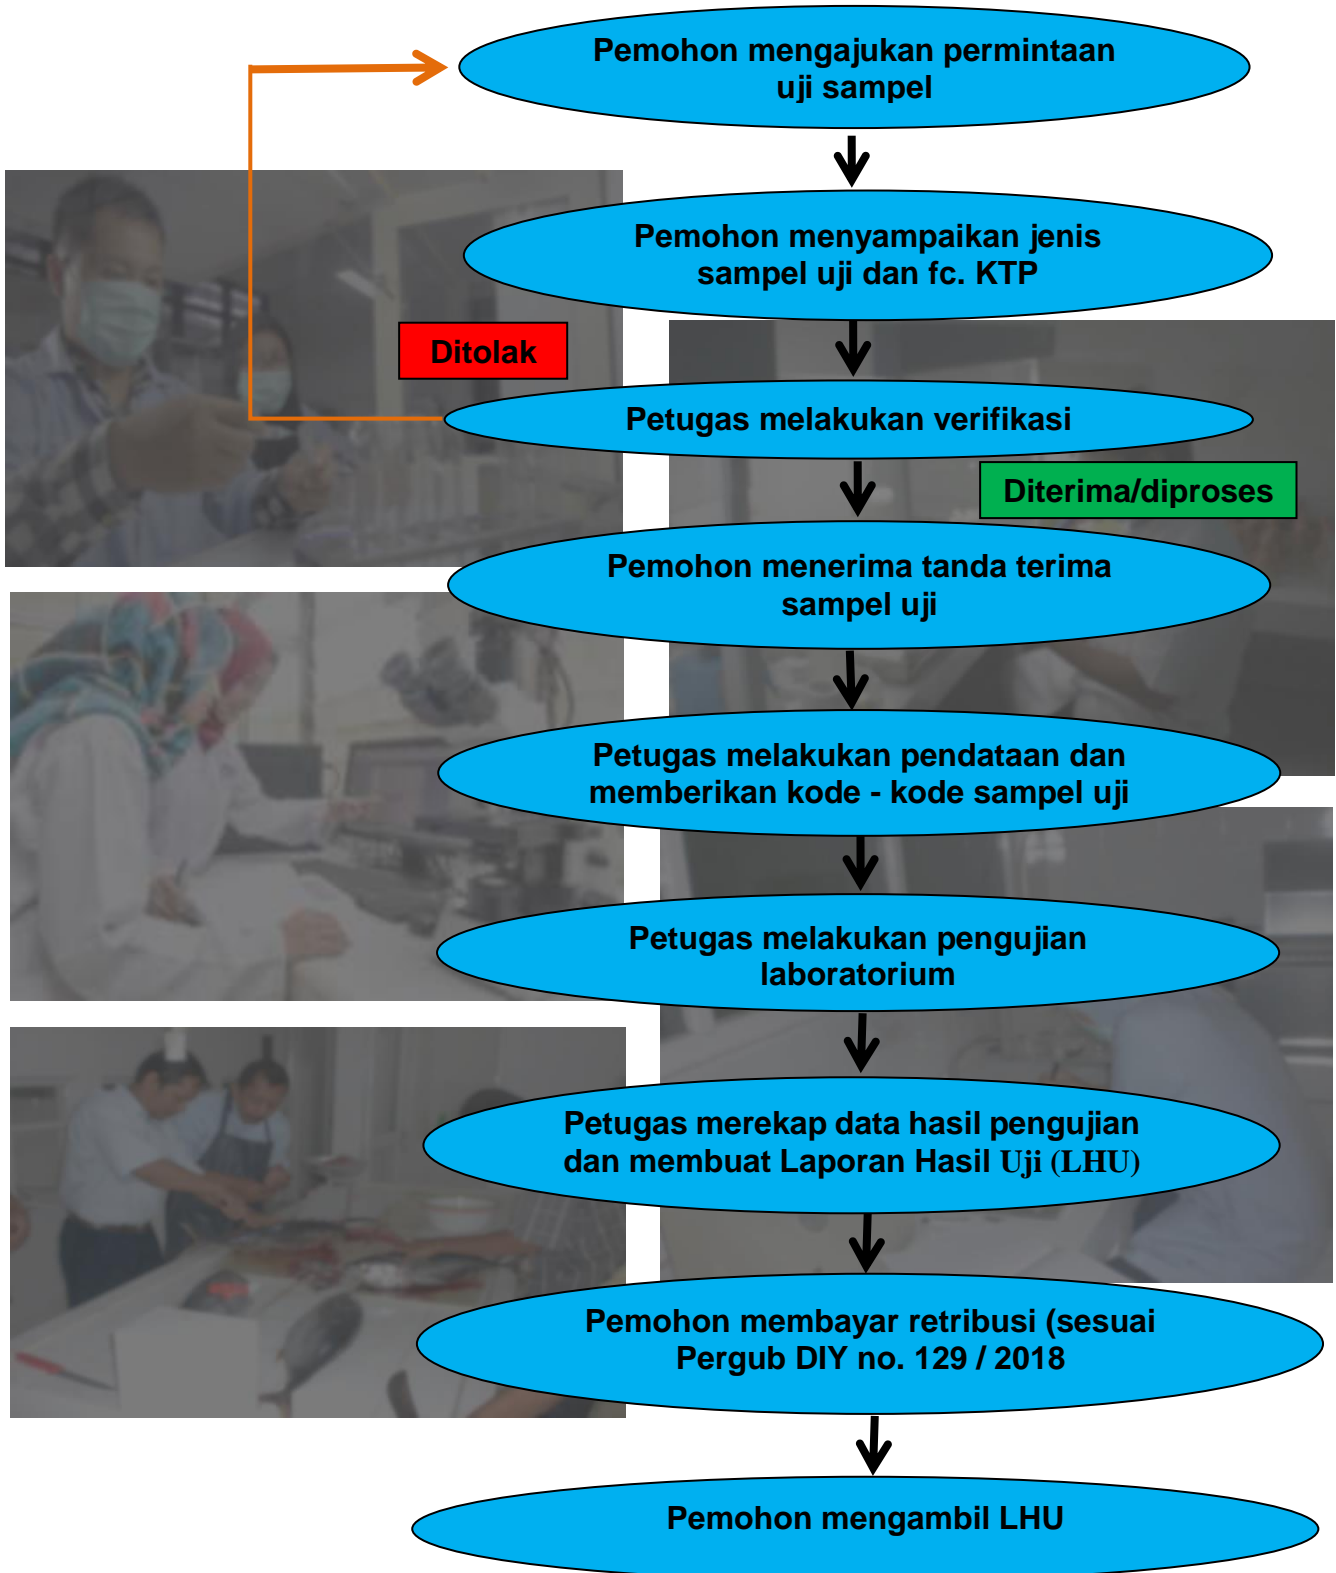 Pemohon mengajukan permintaan
uji sampel
Pemohon menyampaikan jenis
sampel uji dan fc. KTP
Ditolak
Petugas melakukan verifikasi
Diterima/diproses
Pemohon menerima tanda terima
sampel uji
Petugas melakukan pendataan dan
memberikan kode - kode sampel uji
Petugas melakukan pengujian
laboratorium
Petugas merekap data hasil pengujian
dan membuat Laporan Hasil Uji (LHU)
Pemohon membayar retribusi (sesuai
Pergub DIY no. 129 / 2018
Pemohon mengambil LHU